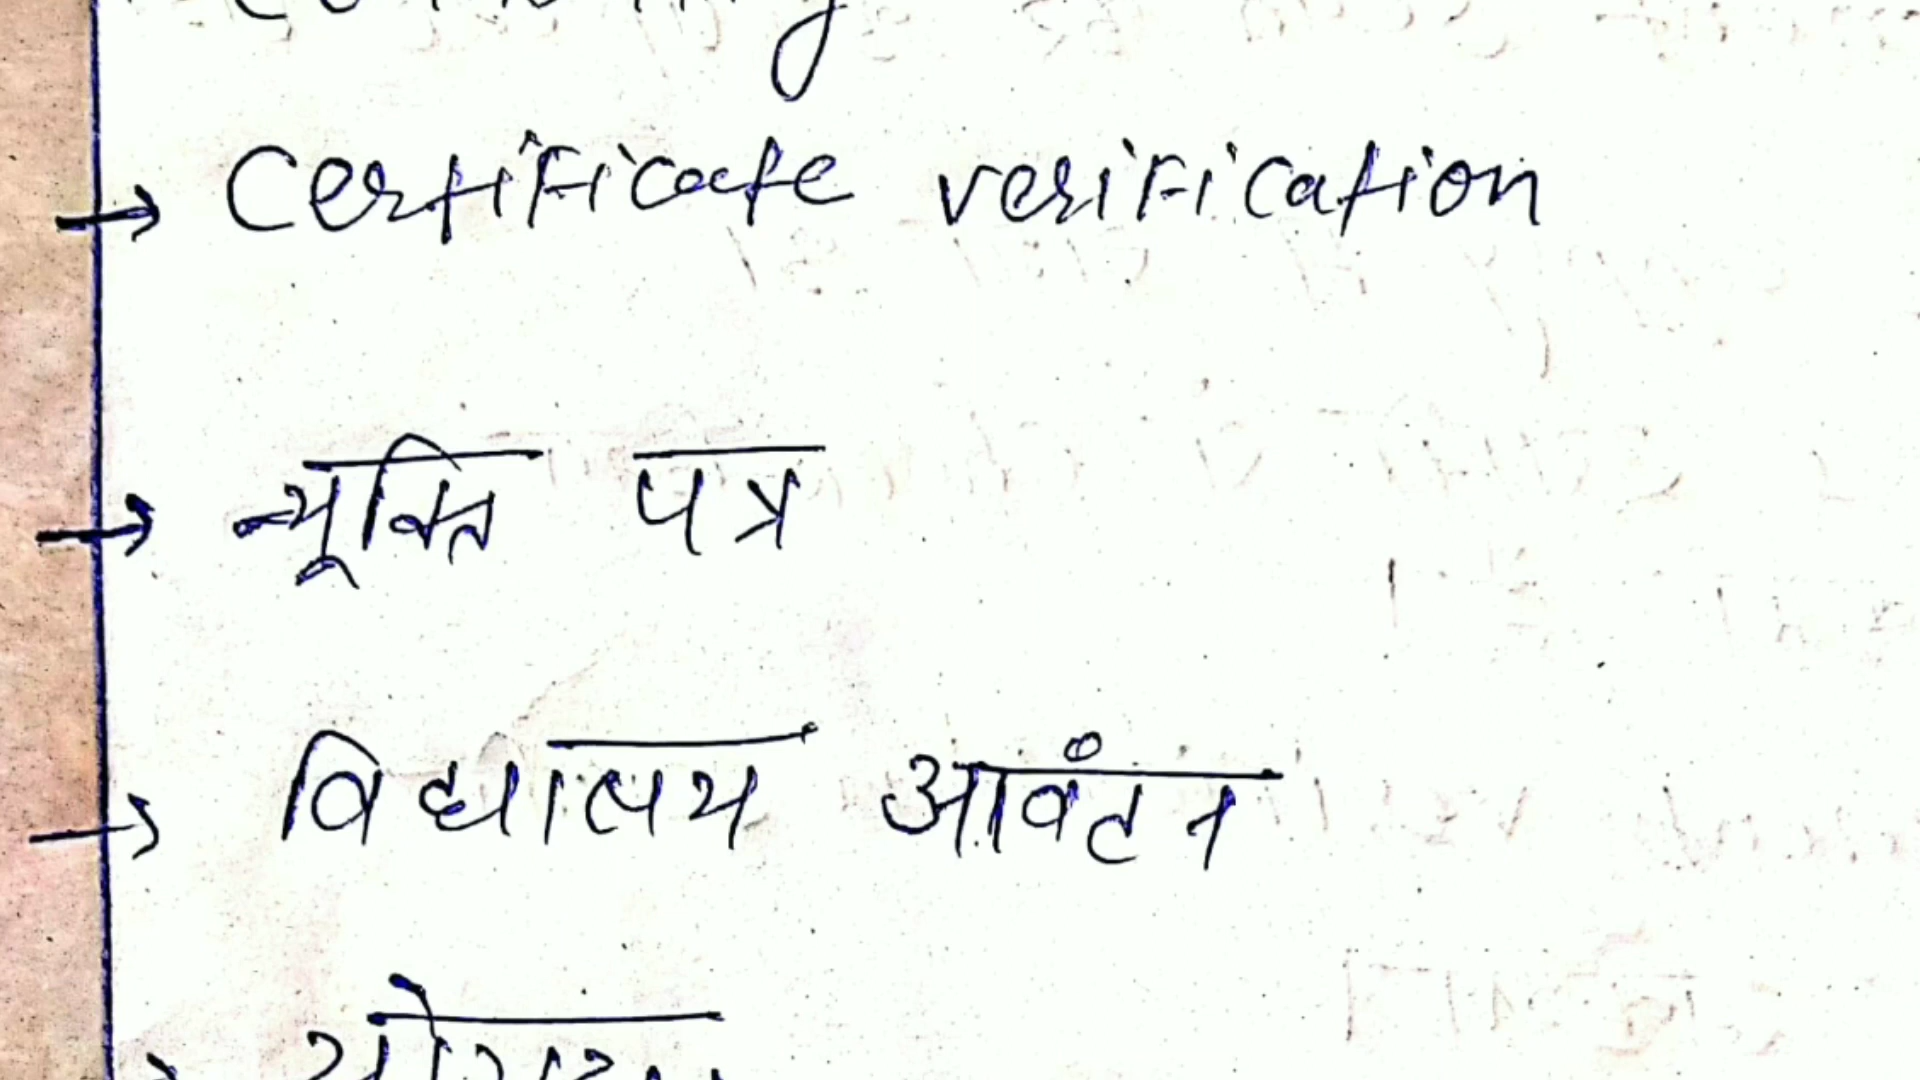 → Certificate verification
→ न्यूक्ति पत्र
→ विद्यालय आवंटन